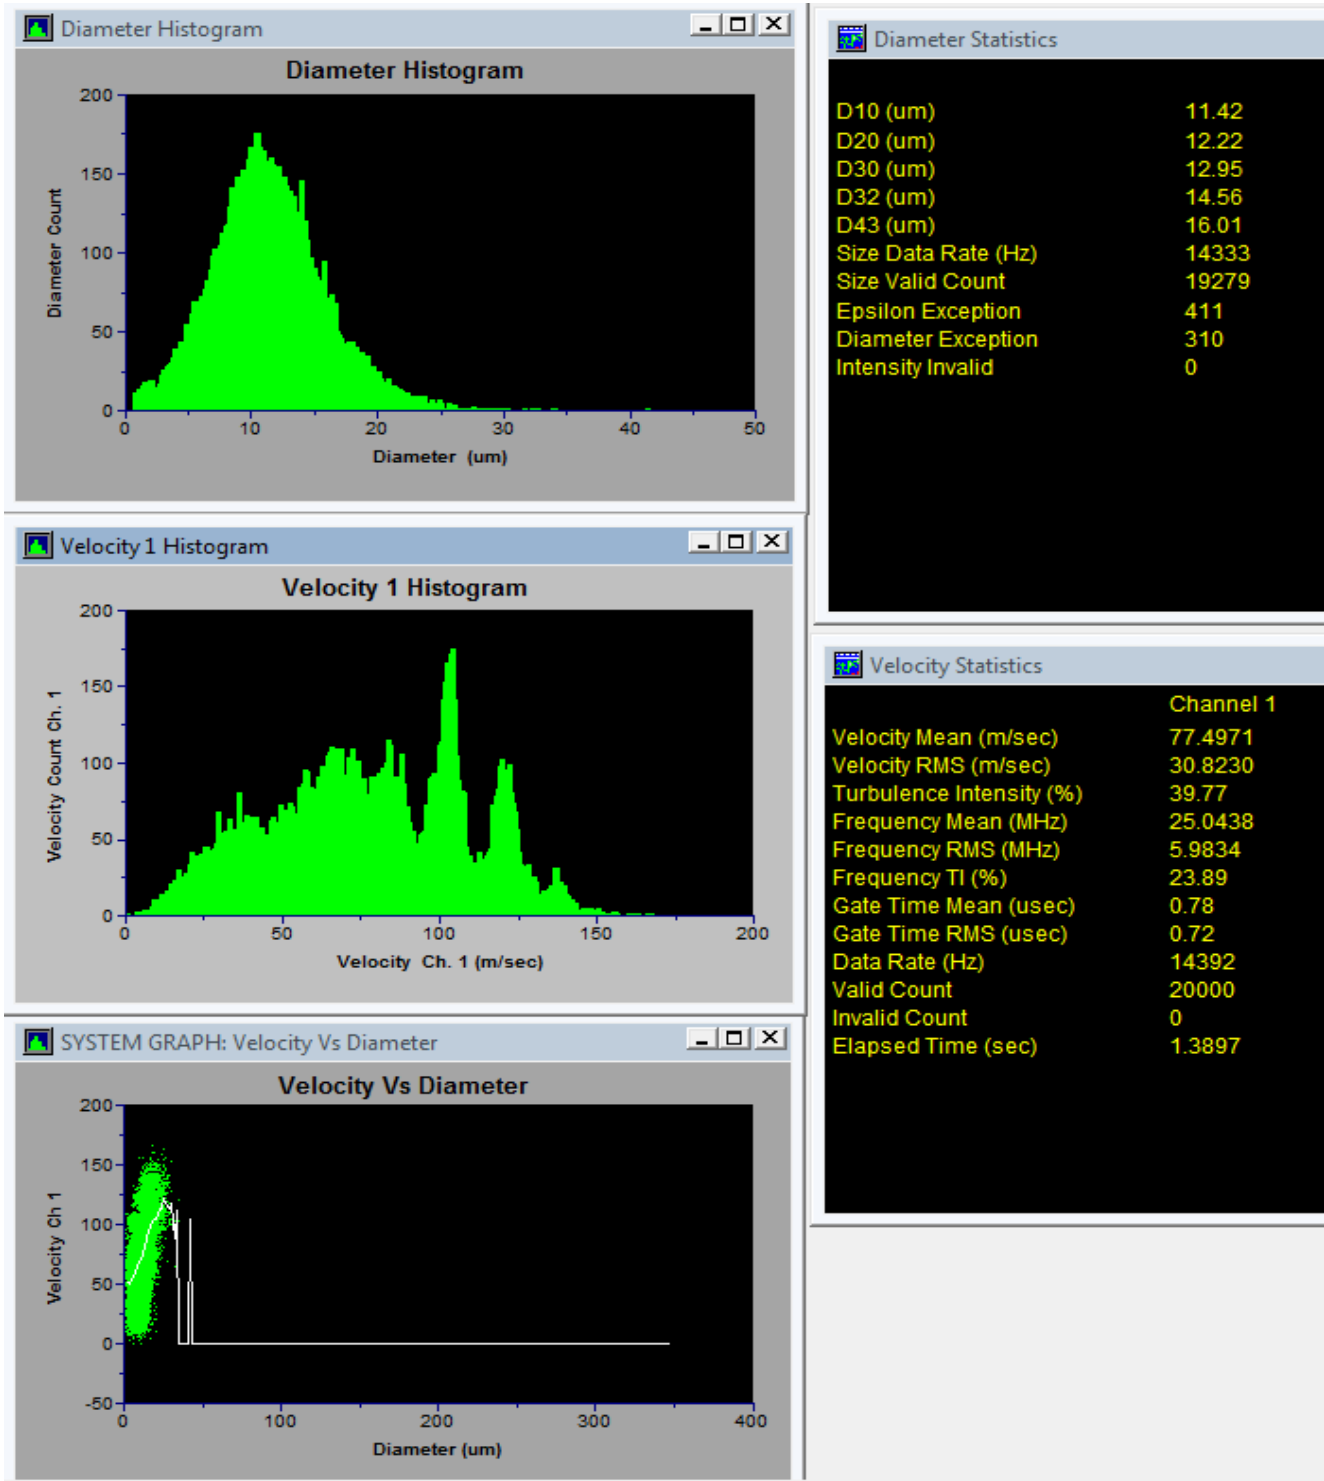 Diameter Histogram
Diameter Histogram
200
150
100
50
0
Diameter Count
0 10 20 30 40 50
Diameter (um)
Diameter Statistics
D10 (um) 11.42
D20 (um) 12.22
D30 (um) 12.95
D32 (um) 14.56
D43 (um) 16.01
Size Data Rate (Hz) 14333
Size Valid Count 19279
Epsilon Exception 411
Diameter Exception 310
Intensity Invalid 0
Velocity 1 Histogram
Velocity 1 Histogram
200
150
100
50
0
Velocity Count Ch. 1
0 50 100 150 200
Velocity Ch. 1 (m/sec)
Velocity Statistics
Channel 1
Velocity Mean (m/sec) 77.4971
Velocity RMS (m/sec) 30.8230
Turbulence Intensity (%) 39.77
Frequency Mean (MHz) 25.0438
Frequency RMS (MHz) 5.9834
Frequency TI (%) 23.89
Gate Time Mean (usec) 0.78
Gate Time RMS (usec) 0.72
Data Rate (Hz) 14392
Valid Count 20000
Invalid Count 0
Elapsed Time (sec) 1.3897
SYSTEM GRAPH: Velocity Vs Diameter
Velocity Vs Diameter
200
150
100
50
0
-50
Velocity Ch 1
0 100 200 300 400
Diameter (um)